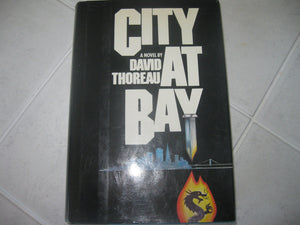 CITY
A NOVEL BY
DAVID
THOREAU
AT
BAY